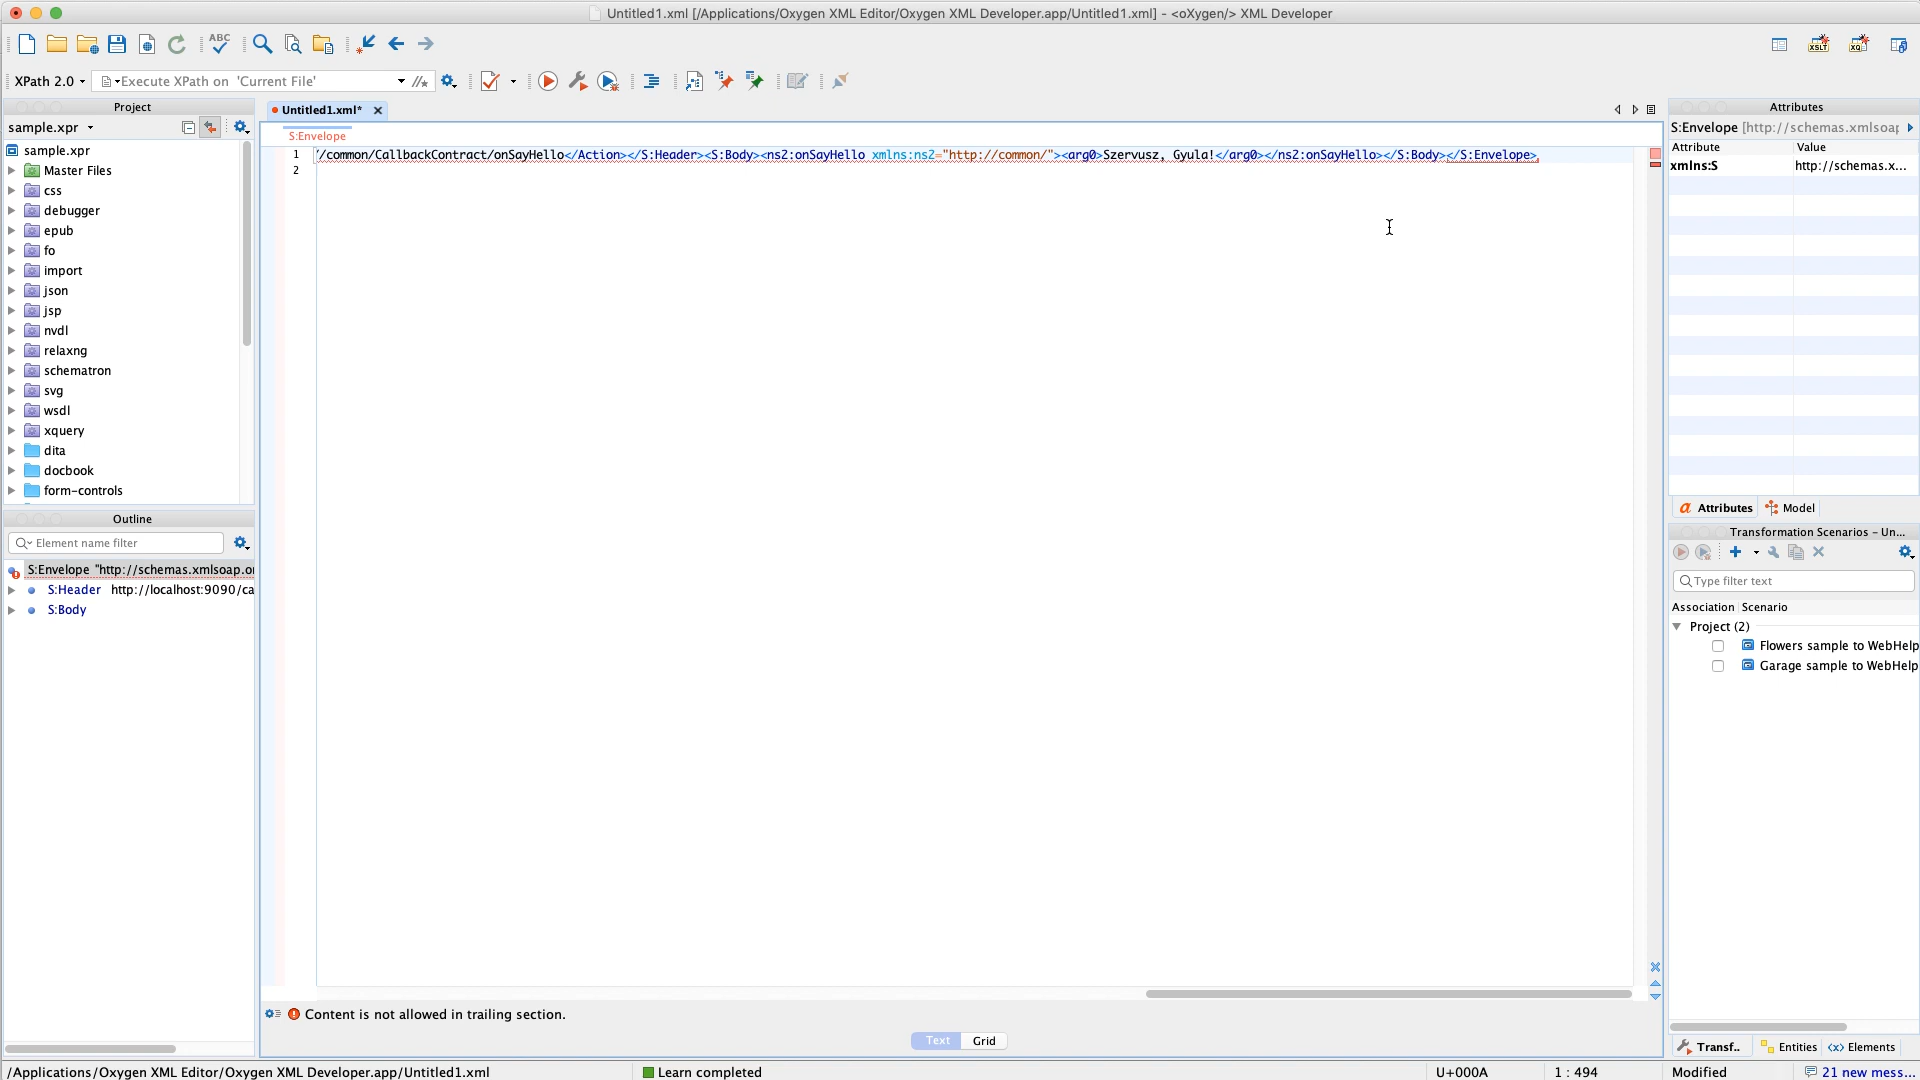 Untitled1.xml [/Applications/Oxygen XML Editor/Oxygen XML Developer.app/Untitled1.xml] - <oXygen/> XML Developer
ABC
XSLT
XQ
XPath 2.0
Execute XPath on 'Current File'
Project
sample.xpr
sample.xpr
Master Files
css
debugger
epub
fo
import
json
jsp
nvdl
relaxng
schematron
svg
wsdl
xquery
dita
docbook
form-controls
Outline
Element name filter
S:Envelope "http://schemas.xmlsoap.or
S:Header http://localhost:9090/ca
S:Body
Untitled1.xml*
S:Envelope
1 /common/CallbackContract/onSayHello</Action></S:Header><S:Body><ns2:onSayHello xmlns:ns2="http://common/"><arg0>Szervusz, Gyula!</arg0></ns2:onSayHello></S:Body></S:Envelope>
2
Content is not allowed in trailing section.
Text Grid
Attributes
S:Envelope [http://schemas.xmlsoap
Attribute Value
xmlns:S http://schemas.x...
Attributes Model
Transformation Scenarios - Un...
Type filter text
Association Scenario
Project (2)
Flowers sample to WebHelp
Garage sample to WebHelp
Transf.. Entities Elements
/Applications/Oxygen XML Editor/Oxygen XML Developer.app/Untitled1.xml
Learn completed
U+000A
1 : 494
Modified
21 new mess...